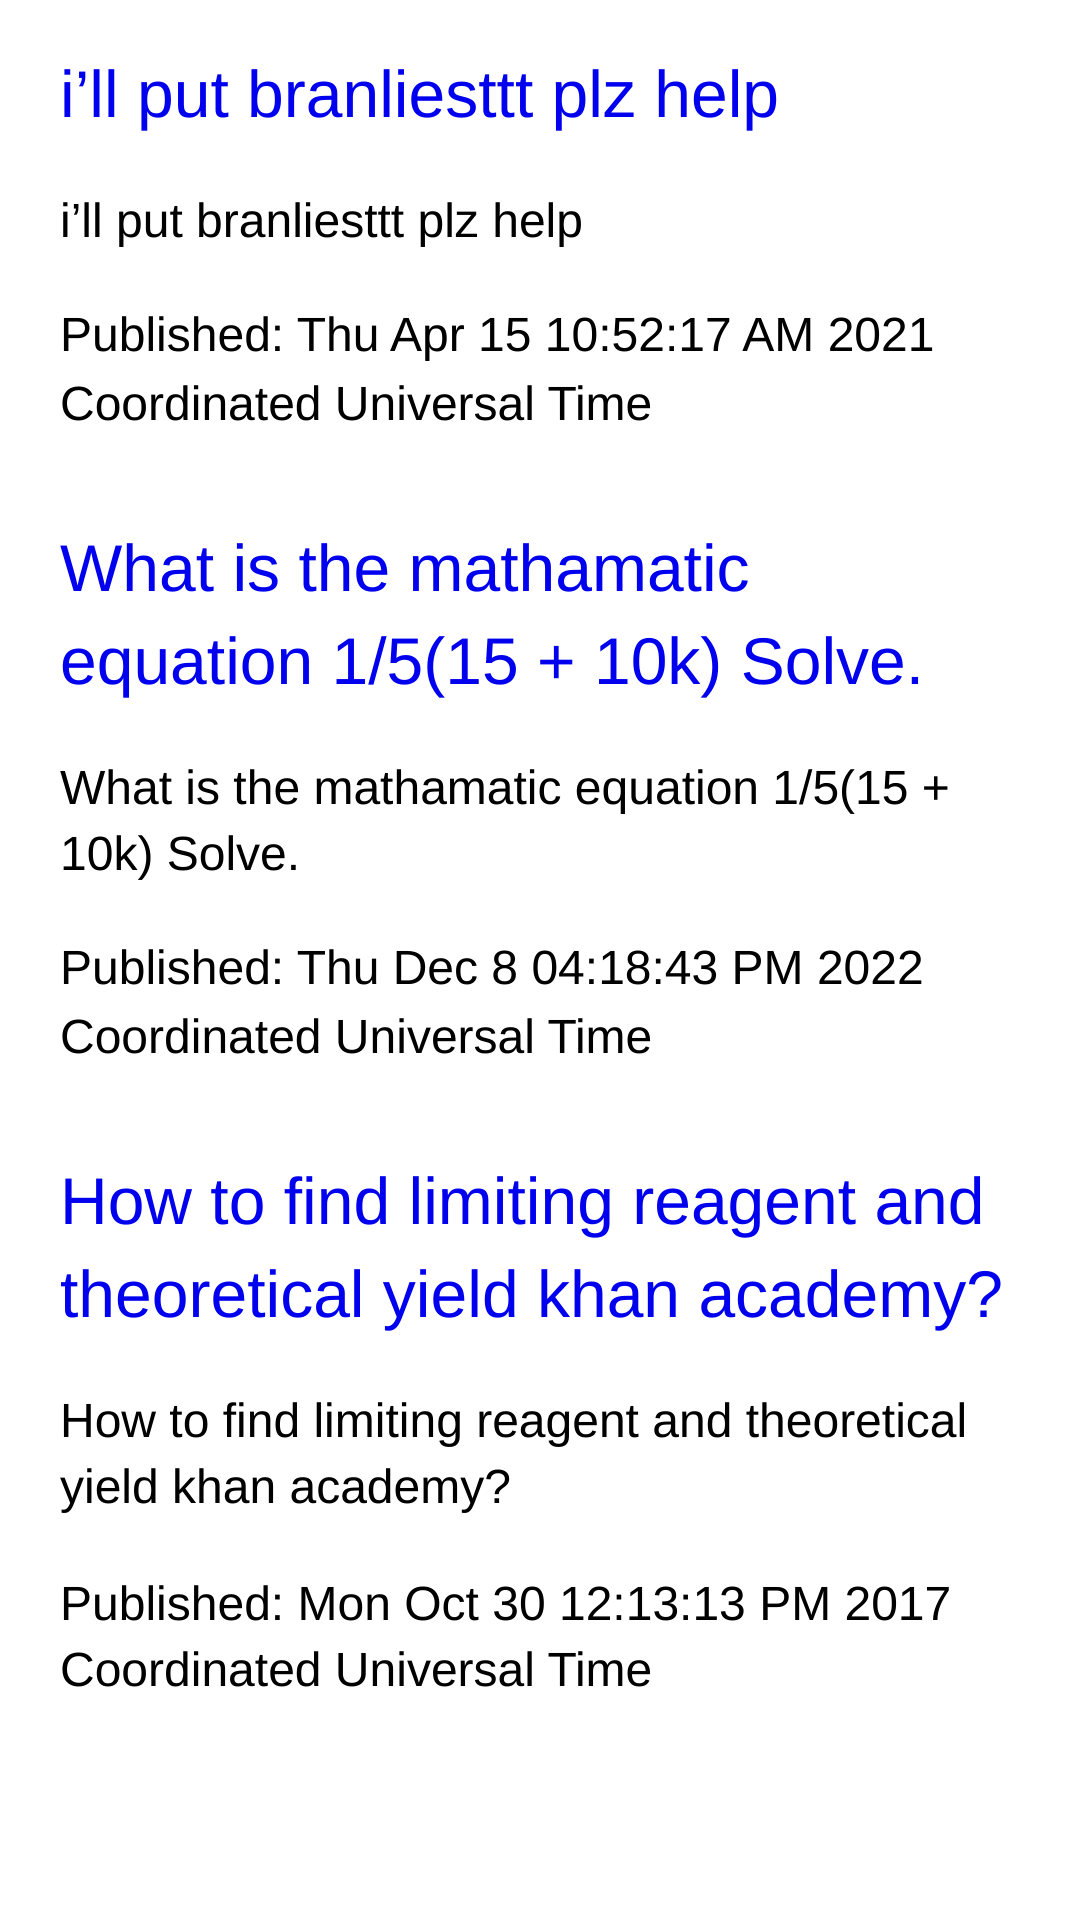 i’ll put branliesttt plz help
i’ll put branliesttt plz help
Published: Thu Apr 15 10:52:17 AM 2021
Coordinated Universal Time
What is the mathamatic
equation 1/5(15 + 10k) Solve.
What is the mathamatic equation 1/5(15 +
10k) Solve.
Published: Thu Dec 8 04:18:43 PM 2022
Coordinated Universal Time
How to find limiting reagent and
theoretical yield khan academy?
How to find limiting reagent and theoretical
yield khan academy?
Published: Mon Oct 30 12:13:13 PM 2017
Coordinated Universal Time